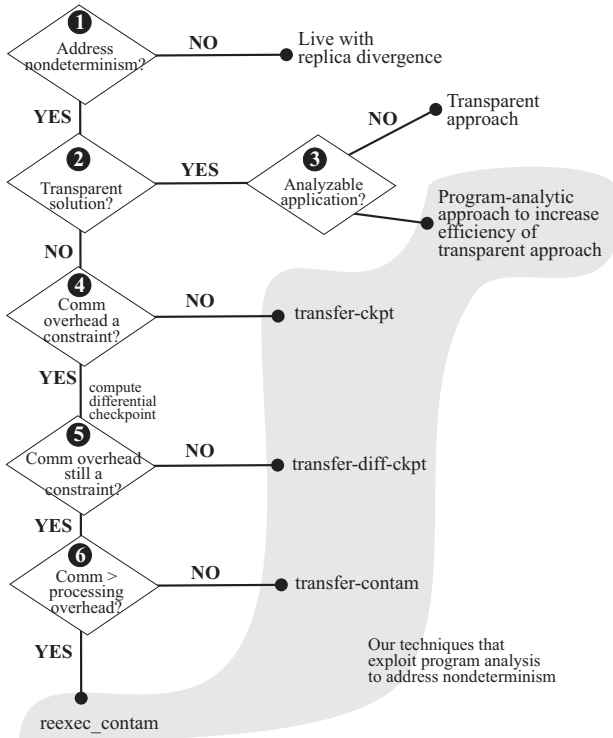 1
Address
nondeterminism?
NO
Live with
replica divergence
YES
NO
Transparent
approach
2
Transparent
solution?
YES
3
Analyzable
application?
Program-analytic
approach to increase
efficiency of
transparent approach
NO
4
Comm
overhead a
constraint?
NO
transfer-ckpt
YES
compute
differential
checkpoint
5
Comm overhead
still a
constraint?
NO
transfer-diff-ckpt
YES
6
Comm >
processing
overhead?
NO
transfer-contam
YES
Our techniques that
exploit program analysis
to address nondeterminism
reexec_contam